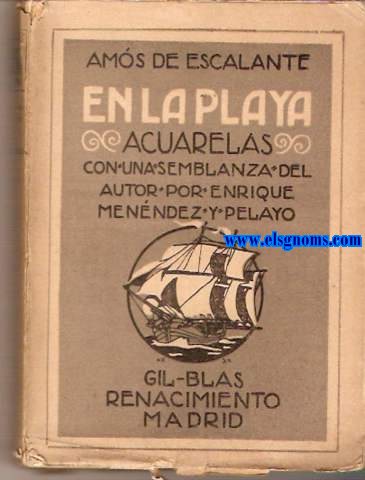 AMÓS DE ESCALANTE
EN LA PLAYA
ACUARELAS
CON·UNA·SEMBLANZA·DEL
AUTOR·POR·ENRIQUE
MENÉNDEZ·Y·PELAYO
www.elsgnoms.com
GIL-BLAS
RENACIMIENTO
MADRID